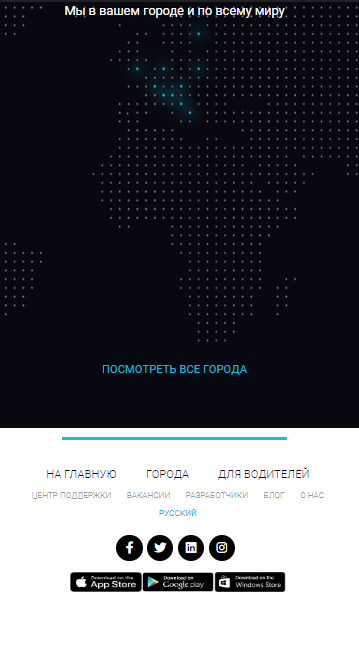 Мы в вашем городе и по всему миру
ПОСМОТРЕТЬ ВСЕ ГОРОДА
НА ГЛАВНУЮ ГОРОДА ДЛЯ ВОДИТЕЛЕЙ
ЦЕНТР ПОДДЕРЖКИ ВАКАНСИИ РАЗРАБОТЧИКИ БЛОГ О НАС
РУССКИЙ
Download on the App Store Download on Google play Download on the Windows Store